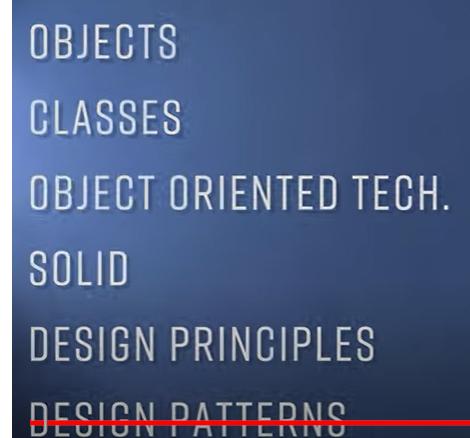 OBJECTS
CLASSES
OBJECT ORIENTED TECH.
SOLID
DESIGN PRINCIPLES
DESIGN PATTERNS